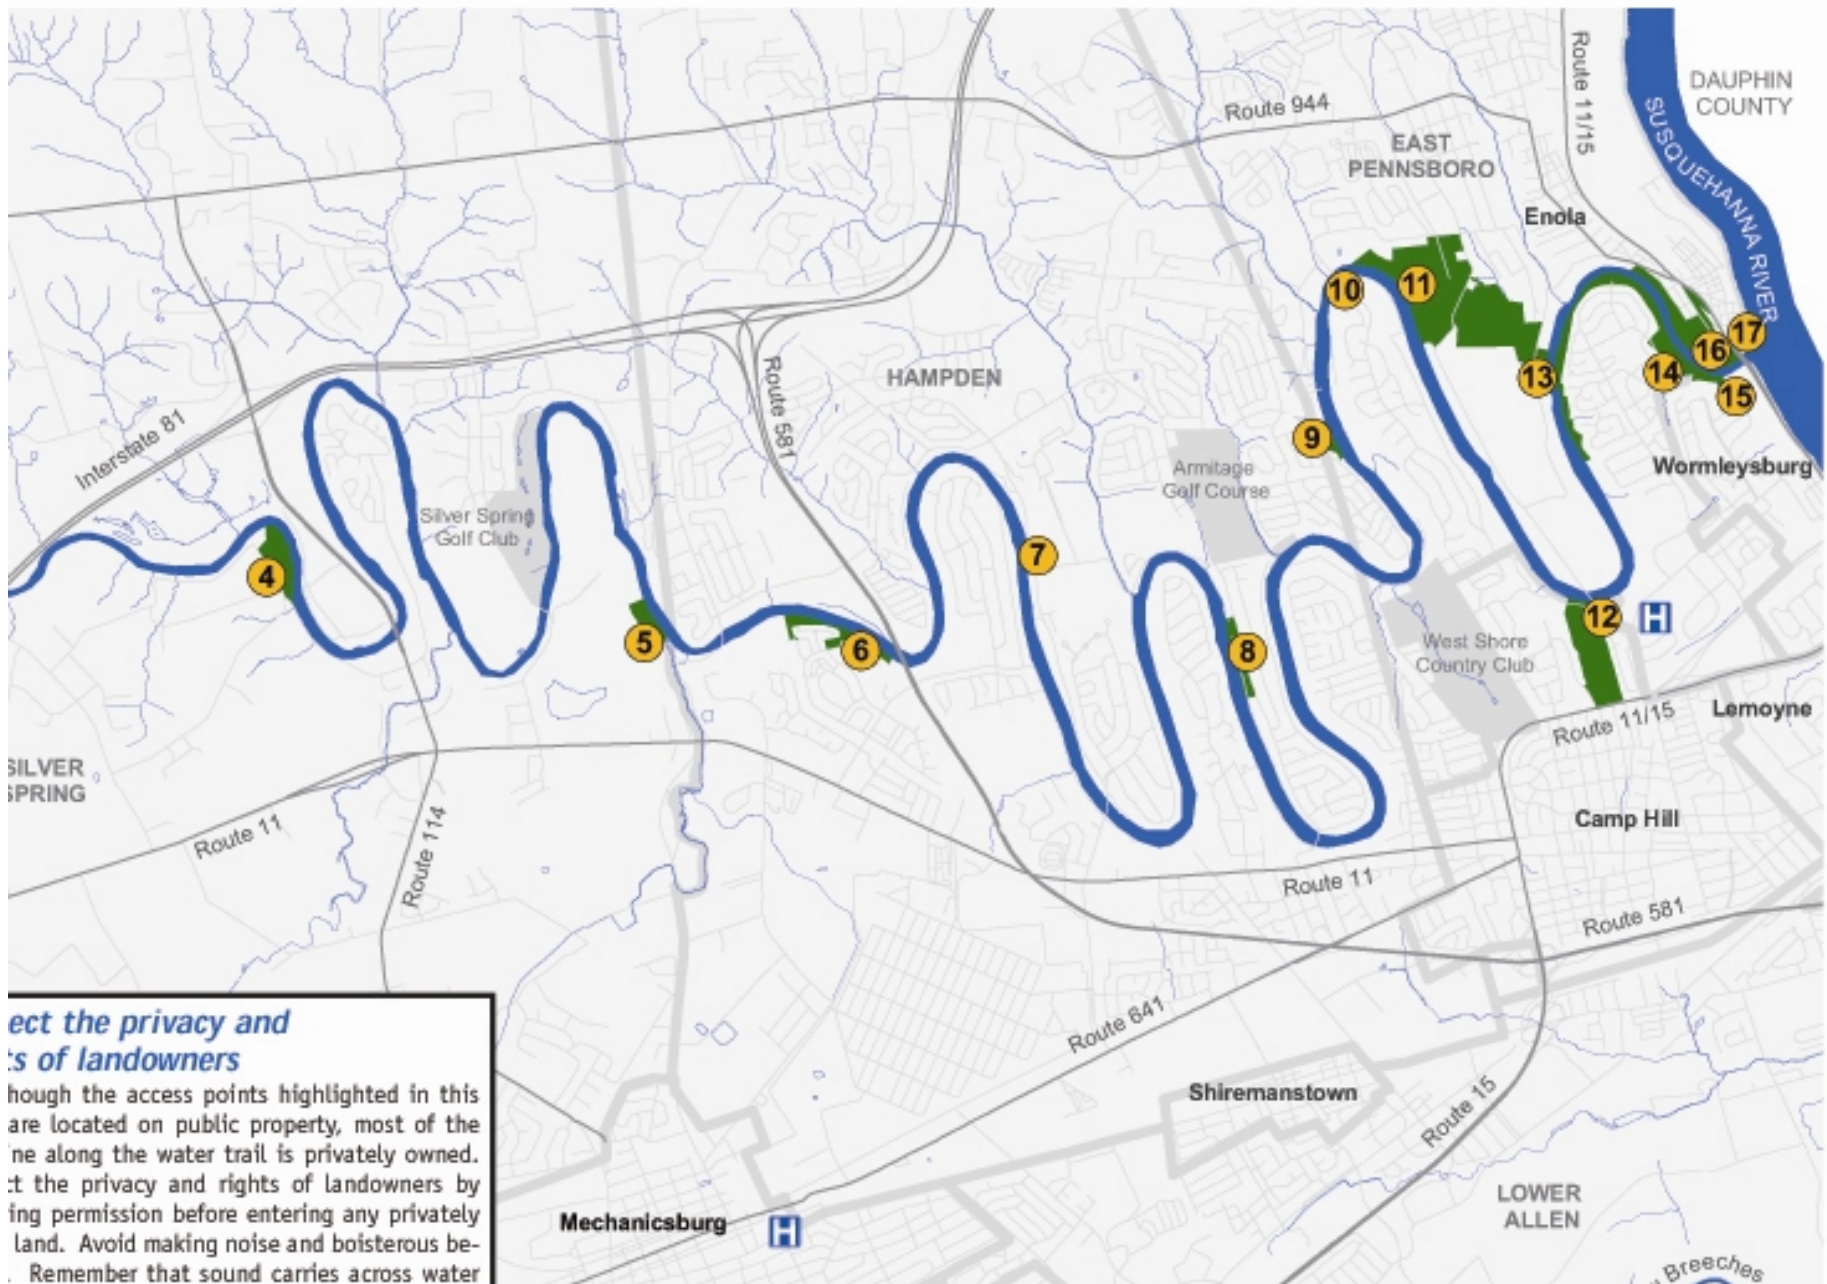 Route 944
Route 11/15
DAUPHIN
COUNTY
SUSQUEHANNA RIVER
EAST
PENNSBORO
Enola
10
11
17
16
14
13
15
HAMPDEN
Route 581
Interstate 81
9
Wormleysburg
Armitage
Golf Course
Silver Spring
Golf Club
4
7
5
6
8
12
H
West Shore
Country Club
Route 11/15
Lemoyne
SILVER
SPRING
Route 11
Route 114
Camp Hill
Route 11
Route 581
Route 641
Shiremanstown
Route 15
LOWER
ALLEN
Mechanicsburg
H
Breeches
ect the privacy and
ts of landowners
hough the access points highlighted in this
are located on public property, most of the
ne along the water trail is privately owned.
ct the privacy and rights of landowners by
ing permission before entering any privately
land. Avoid making noise and boisterous be-
. Remember that sound carries across water